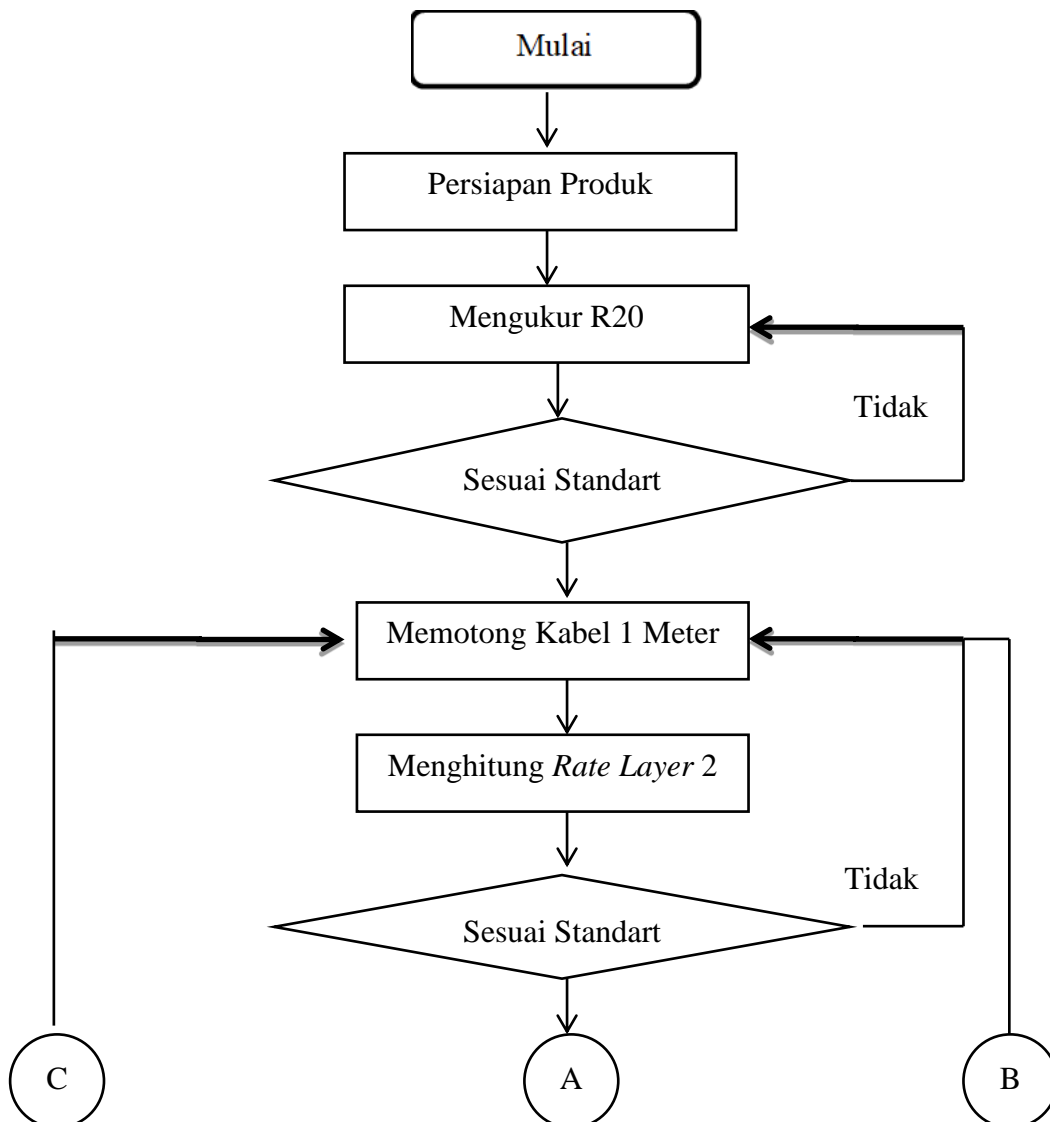 Mulai
Persiapan Produk
Mengukur R20
Tidak
Sesuai Standart
Memotong Kabel 1 Meter
Menghitung Rate Layer 2
Tidak
Sesuai Standart
C
A
B